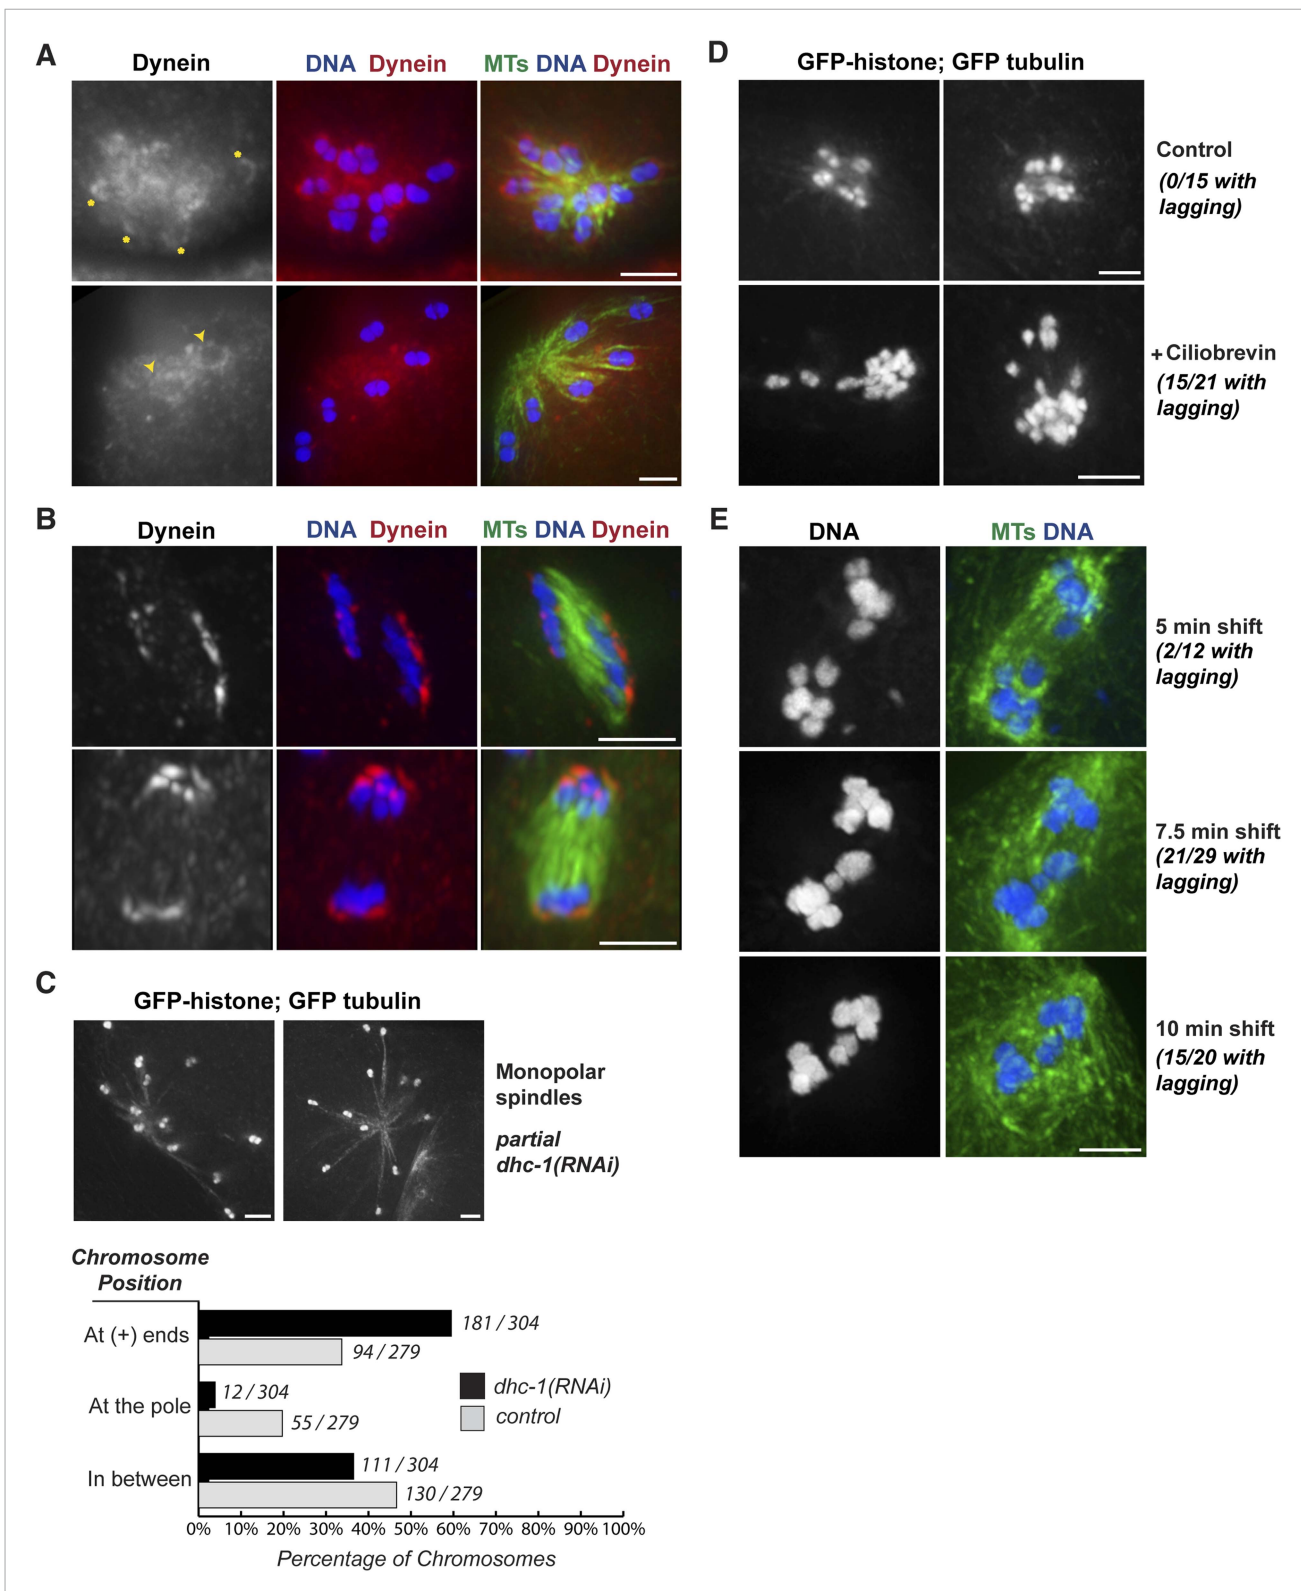 A
Dynein
DNA Dynein
MTs DNA Dynein
B
Dynein
DNA Dynein
MTs DNA Dynein
C
GFP-histone; GFP tubulin
Monopolar
spindles
partial
dhc-1(RNAi)
Chromosome
Position
At (+) ends
181 / 304
94 / 279
At the pole
12 / 304
55 / 279
In between
111 / 304
130 / 279
dhc-1(RNAi)
control
0% 10% 20% 30% 40% 50% 60% 70% 80% 90% 100%
Percentage of Chromosomes
D
GFP-histone; GFP tubulin
Control
(0/15 with
lagging)
+ Ciliobrevin
(15/21 with
lagging)
E
DNA
MTs DNA
5 min shift
(2/12 with
lagging)
7.5 min shift
(21/29 with
lagging)
10 min shift
(15/20 with
lagging)